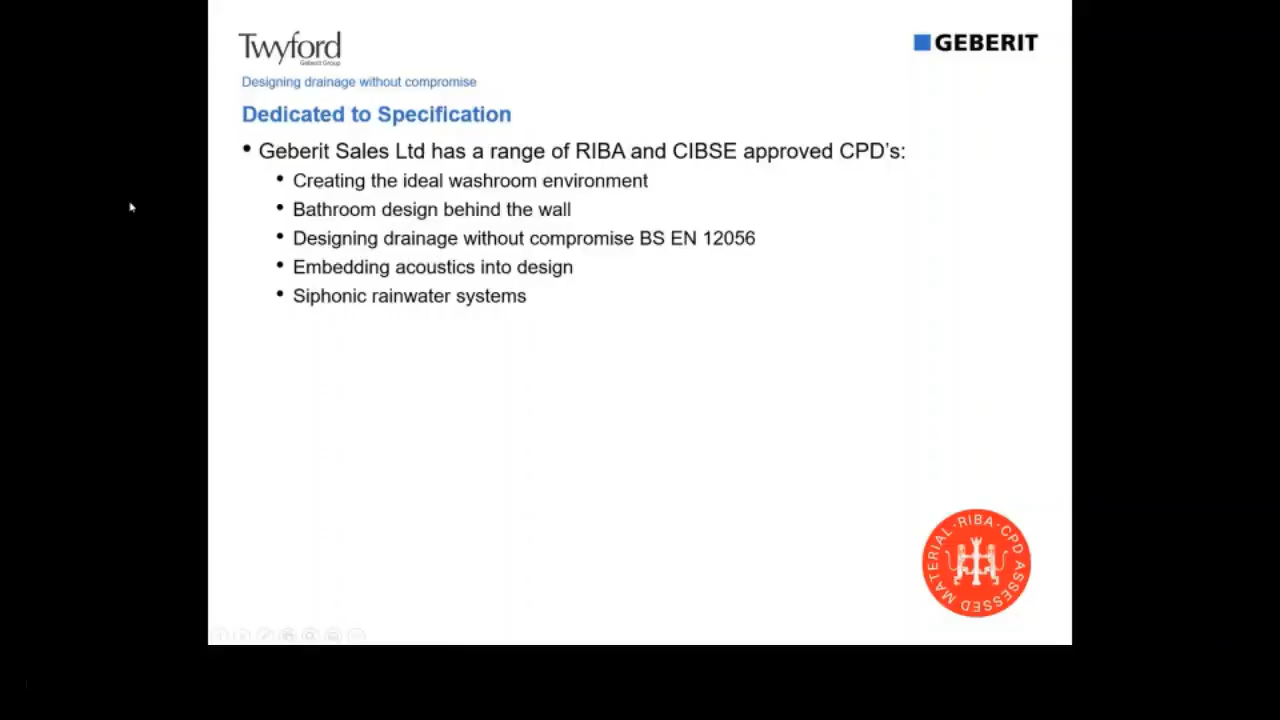 Twyford
Geberit Group
GEBERIT
Designing drainage without compromise
Dedicated to Specification
• Geberit Sales Ltd has a range of RIBA and CIBSE approved CPD's:
• Creating the ideal washroom environment
• Bathroom design behind the wall
• Designing drainage without compromise BS EN 12056
• Embedding acoustics into design
• Siphonic rainwater systems
·RIBA·CPD ASSESSED MATERIAL